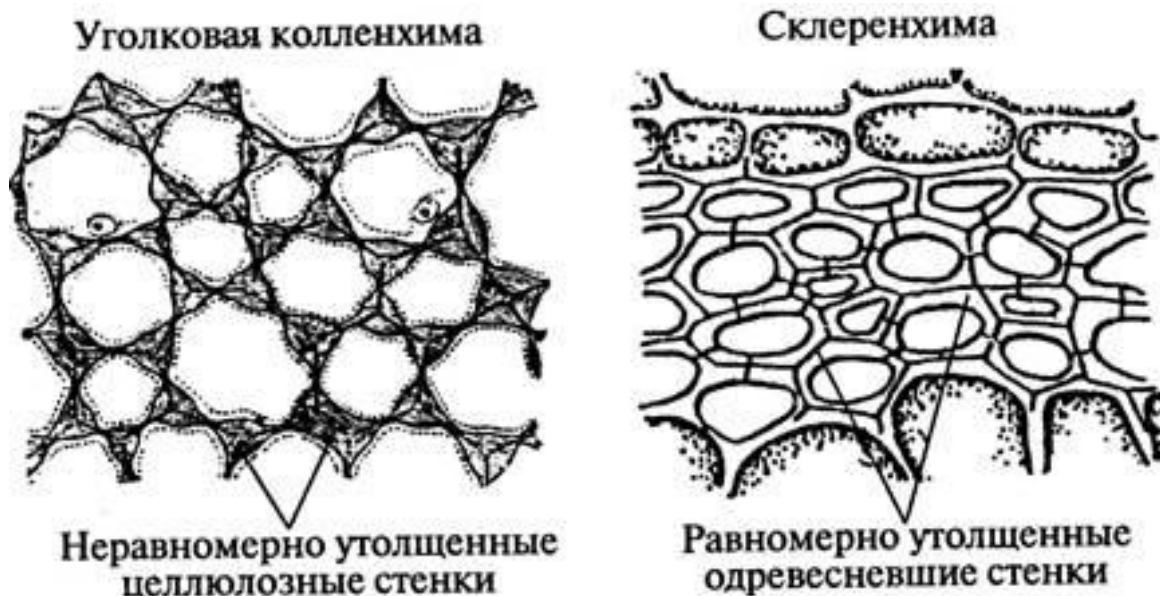 Уголковая колленхима
Склеренхима
Неравномерно утолщенные
целлюлозные стенки
Равномерно утолщенные
одревесневшие стенки